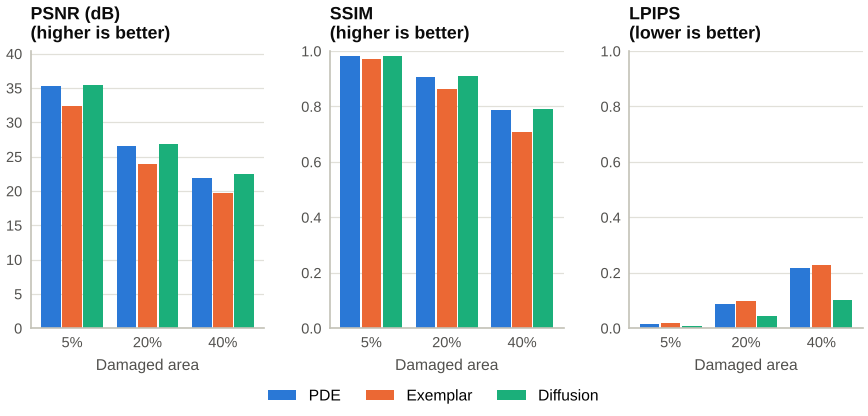 PSNR (dB)
(higher is better)
40
35
30
25
20
15
10
5
0
5%
20%
40%
Damaged area
SSIM
(higher is better)
1.0
0.8
0.6
0.4
0.2
0.0
5%
20%
40%
Damaged area
LPIPS
(lower is better)
1.0
0.8
0.6
0.4
0.2
0.0
5%
20%
40%
Damaged area
PDE
Exemplar
Diffusion